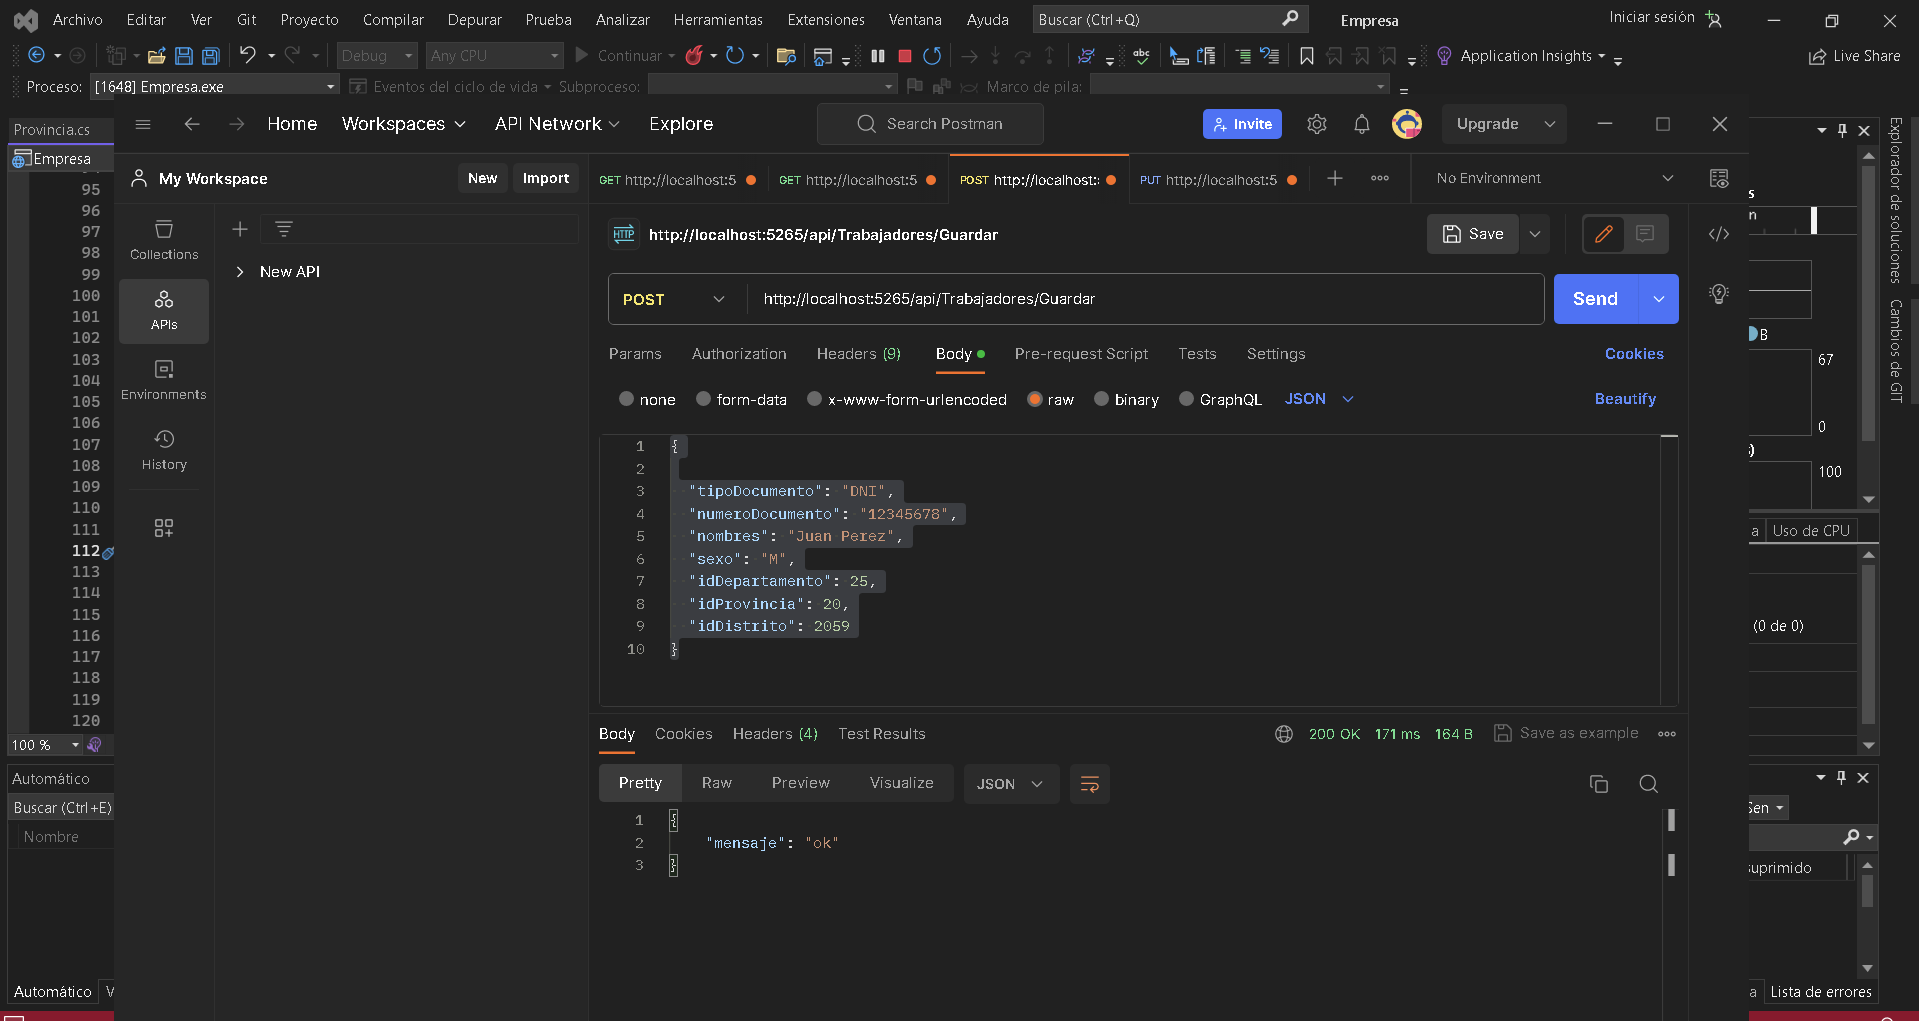 Archivo Editar Ver Git Proyecto Compilar Depurar Prueba Analizar Herramientas Extensiones Ventana Ayuda Buscar (Ctrl+Q) Empresa Iniciar sesión
Debug Any CPU Continuar Application Insights Live Share
Proceso: [1648] Empresa.exe Eventos del ciclo de vida Subproceso: Marco de pila:
Provincia.cs
Empresa
95
96
97
98
99
100
101
102
103
104
105
106
107
108
109
110
111
112
113
114
115
116
117
118
119
120
100 %
Automático
Buscar (Ctrl+E)
Nombre
Automático
Home Workspaces API Network Explore Search Postman Invite Upgrade
My Workspace New Import
GET http://localhost:5 GET http://localhost:5 POST http://localhost: PUT http://localhost:5 No Environment
Collections
APIs
Environments
History
New API
HTTP http://localhost:5265/api/Trabajadores/Guardar Save
POST http://localhost:5265/api/Trabajadores/Guardar Send
Params Authorization Headers (9) Body Pre-request Script Tests Settings Cookies
none form-data x-www-form-urlencoded raw binary GraphQL JSON Beautify
1 {
2
3 "tipoDocumento": "DNI",
4 "numeroDocumento": "12345678",
5 "nombres": "Juan Perez",
6 "sexo": "M",
7 "idDepartamento": 25,
8 "idProvincia": 20,
9 "idDistrito": 2059
10 }
Body Cookies Headers (4) Test Results 200 OK 171 ms 164 B Save as example
Pretty Raw Preview Visualize JSON
1 {
2 "mensaje": "ok"
3 }
Explorador de soluciones
Cambios de GIT
B
67
0
100
Uso de CPU
(0 de 0)
suprimido
Lista de errores